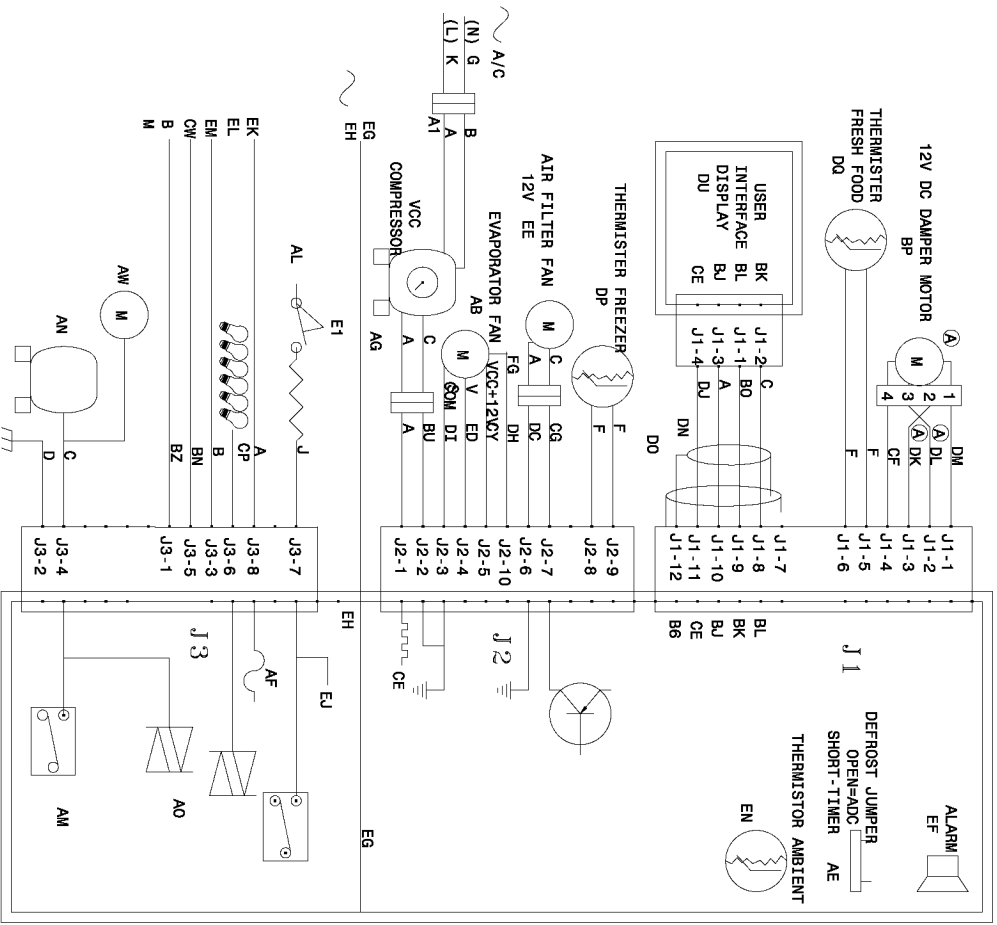 12V DC DAMPER MOTOR
BP
A
M
1
2
3
4
A
A
DM
DL
DK
CF
F
F
THERMISTER
FRESH FOOD
DQ
J1-1
J1-2
J1-3
J1-4
J1-5
J1-6
J1-7
J1-8
J1-9
J1-10
J1-11
J1-12
USER
INTERFACE
DISPLAY
DU
BK
BL
BJ
CE
J1-2
J1-1
J1-3
J1-4
C
BO
A
DJ
DN
DO
BL
BK
BJ
CE
B6
J1
ALARM
EF
DEFROST JUMPER
OPEN=ADC
SHORT-TIMER AE
THERMISTOR AMBIENT
EN
THERMISTER FREEZER
DP
F
F
AIR FILTER FAN
12V EE
M
C
A
CG
DC
EVAPORATOR FAN
AB
M
FG
VCC+12V
V
S
COM
DH
CY
ED
DI
VCC
COMPRESSOR
AG
C
A
BU
A
A/C
(N) G
(L) K
B
A
A1
J2-9
J2-8
J2-7
J2-6
J2-10
J2-5
J2-4
J2-3
J2-2
J2-1
J2
CE
EG
EH
EG
EH
AL
E1
J
EK
EL
EM
CW
B
M
A
CP
B
BN
BZ
AW
M
AN
C
D
J3-7
J3-8
J3-6
J3-3
J3-5
J3-1
J3-4
J3-2
J3
EJ
AF
AO
AM